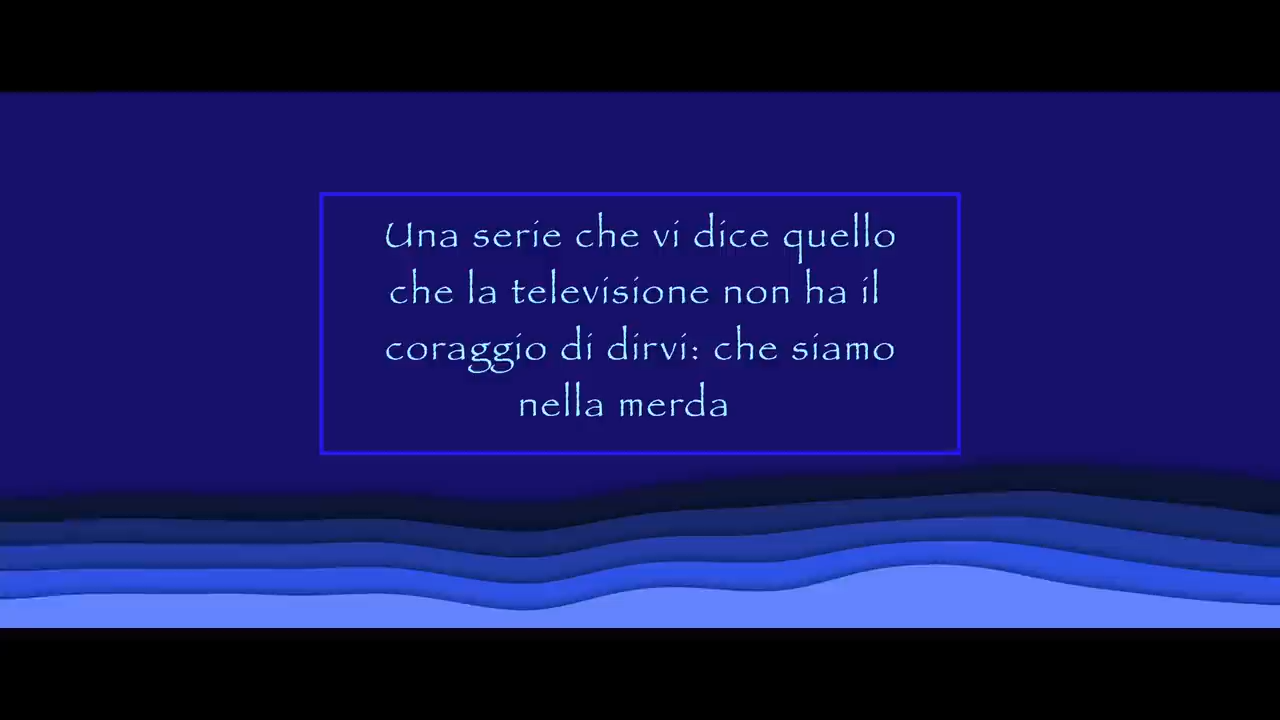 Una serie che vi dice quello
che la televisione non ha il
coraggio di dirvi: che siamo
nella merda